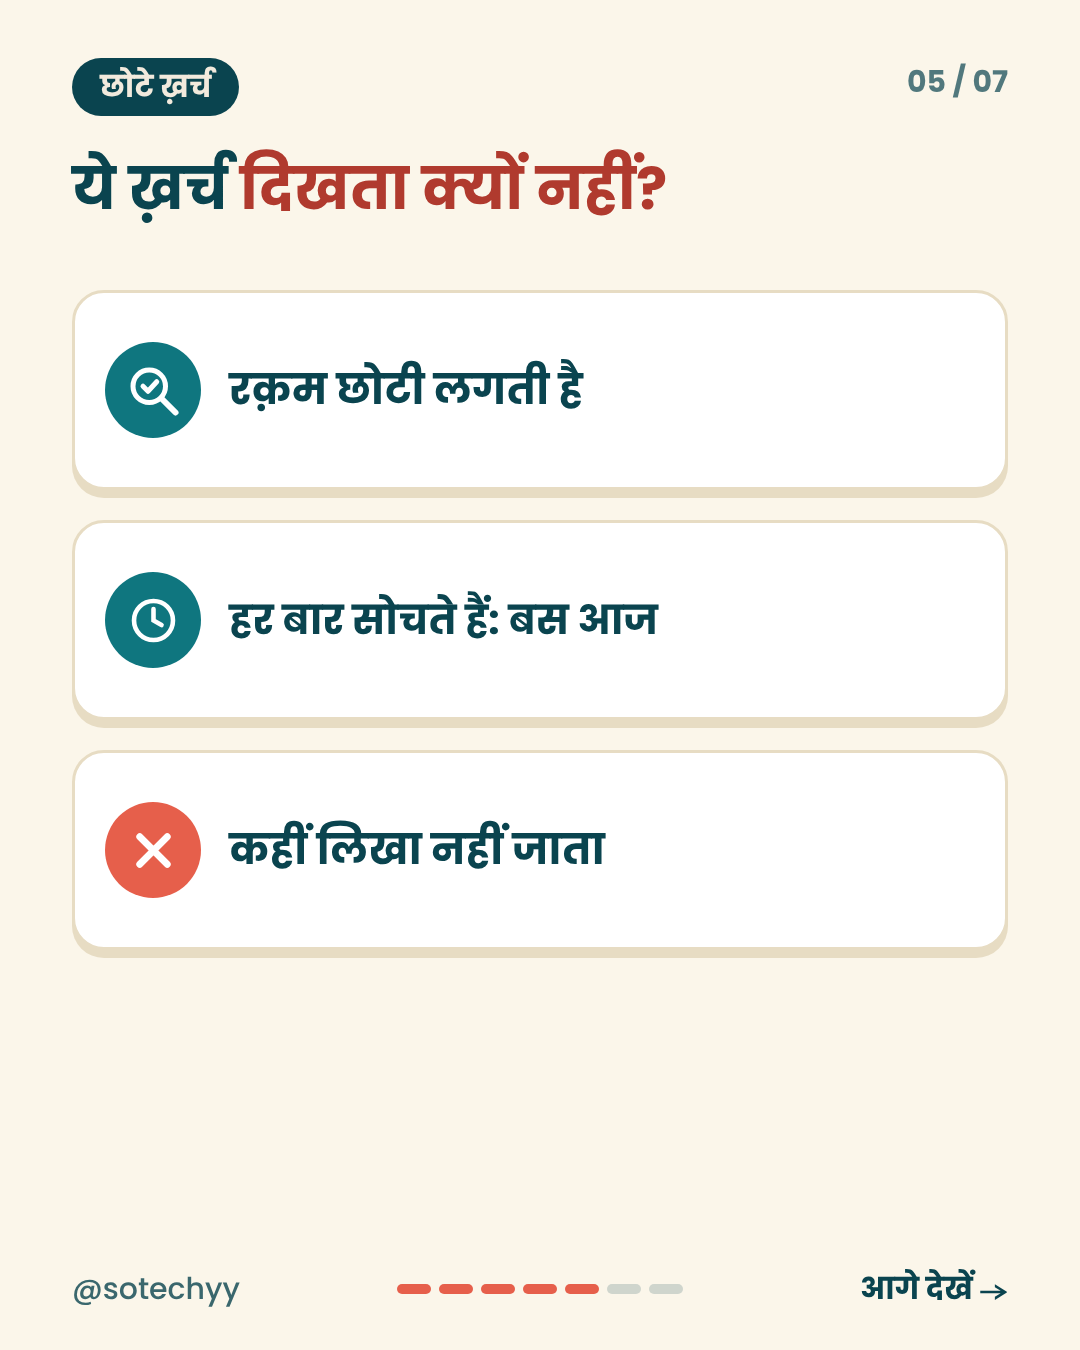 छोटे ख़र्च
05 / 07
ये ख़र्च दिखता क्यों नहीं?
रक़म छोटी लगती है
हर बार सोचते हैं: बस आज
कहीं लिखा नहीं जाता
@sotechyy
आगे देखें →